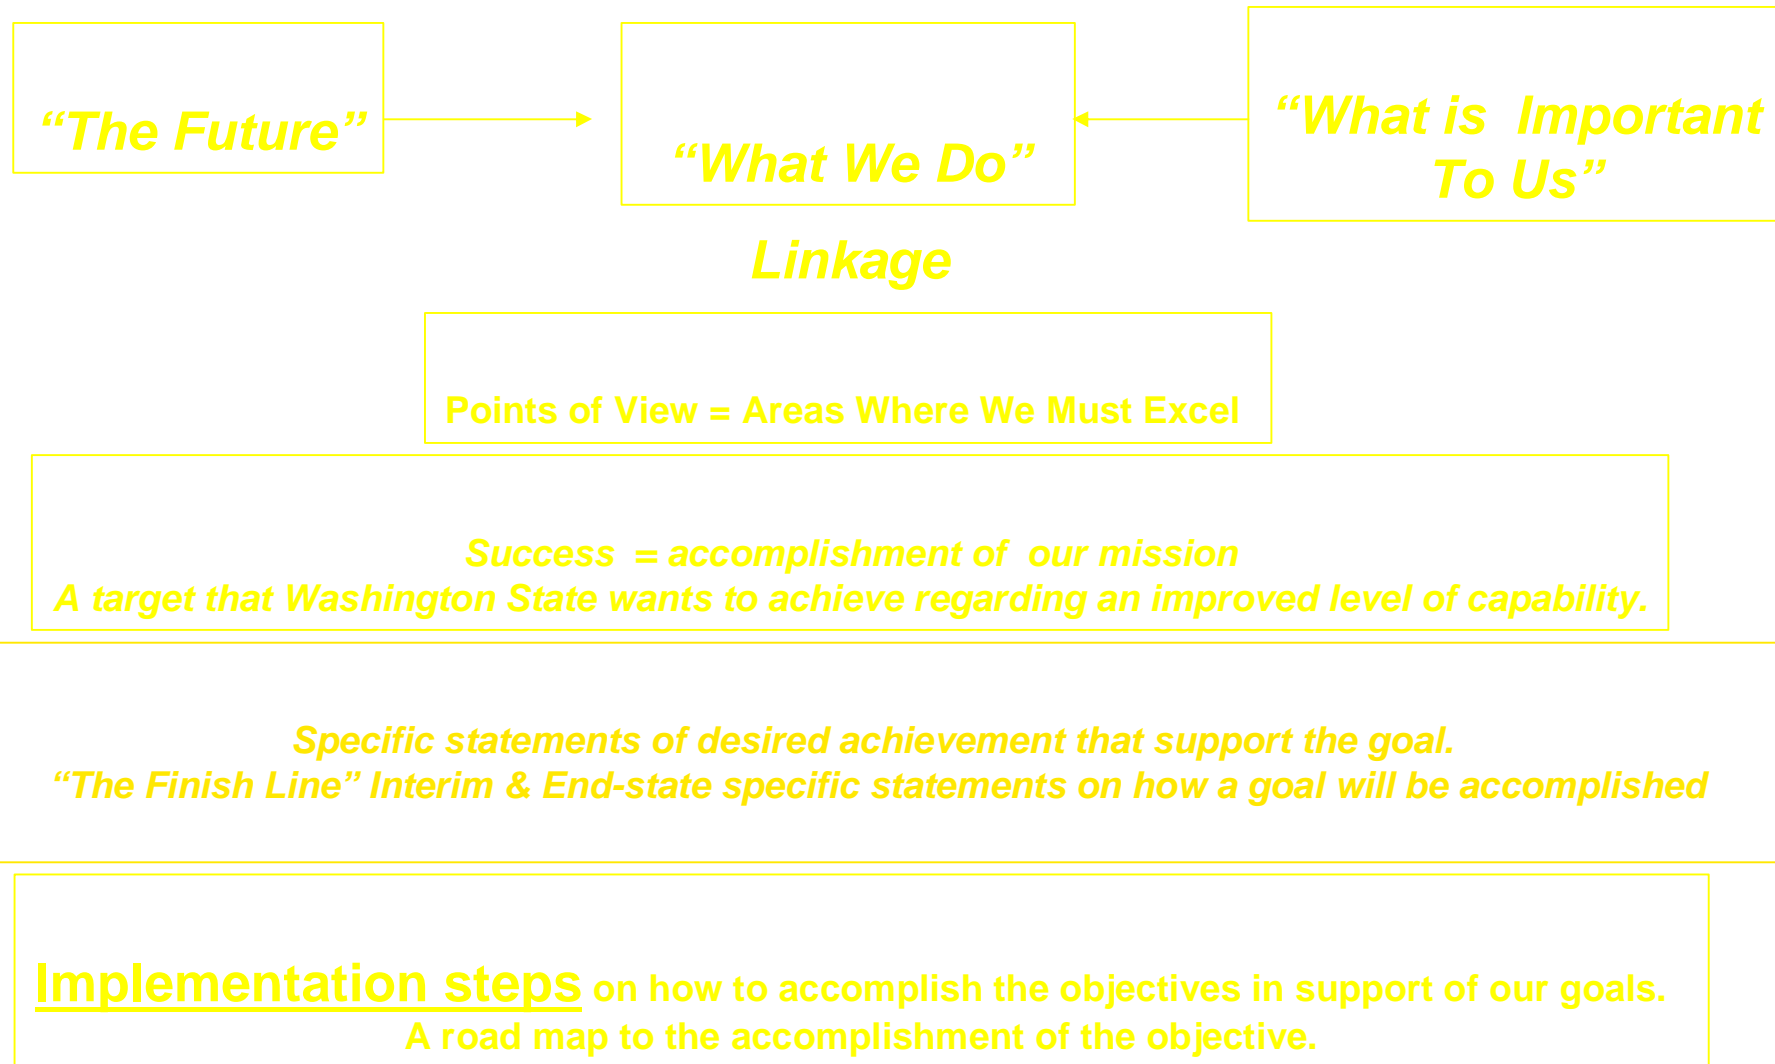 “The Future”
“What We Do”
“What is Important
To Us”
Linkage
Points of View = Areas Where We Must Excel
Success = accomplishment of our mission
A target that Washington State wants to achieve regarding an improved level of capability.
Specific statements of desired achievement that support the goal.
“The Finish Line” Interim & End-state specific statements on how a goal will be accomplished
Implementation steps on how to accomplish the objectives in support of our goals.
A road map to the accomplishment of the objective.